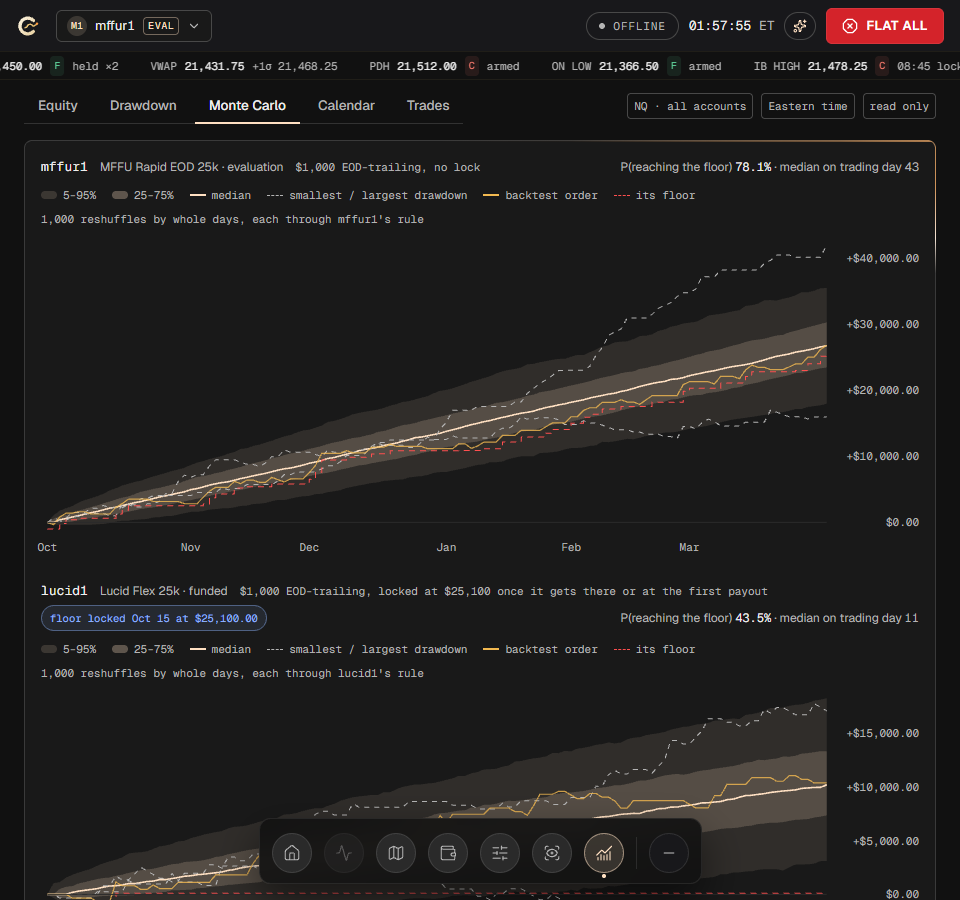 M1 mffur1 EVAL
OFFLINE 01:57:55 ET FLAT ALL
450.00 F held ×2 VWAP 21,431.75 +1σ 21,468.25 PDH 21,512.00 C armed ON LOW 21,366.50 F armed IB HIGH 21,478.25 C 08:45 lock
Equity Drawdown Monte Carlo Calendar Trades
NQ · all accounts Eastern time read only
mffur1 MFFU Rapid EOD 25k · evaluation $1,000 EOD-trailing, no lock
P(reaching the floor) 78.1% · median on trading day 43
5–95% 25–75% median smallest / largest drawdown backtest order its floor
1,000 reshuffles by whole days, each through mffur1's rule
+$40,000.00
+$30,000.00
+$20,000.00
+$10,000.00
$0.00
Oct Nov Dec Jan Feb Mar
lucid1 Lucid Flex 25k · funded $1,000 EOD-trailing, locked at $25,100 once it gets there or at the first payout
floor locked Oct 15 at $25,100.00
P(reaching the floor) 43.5% · median on trading day 11
5–95% 25–75% median smallest / largest drawdown backtest order its floor
1,000 reshuffles by whole days, each through lucid1's rule
+$15,000.00
+$10,000.00
+$5,000.00
$0.00